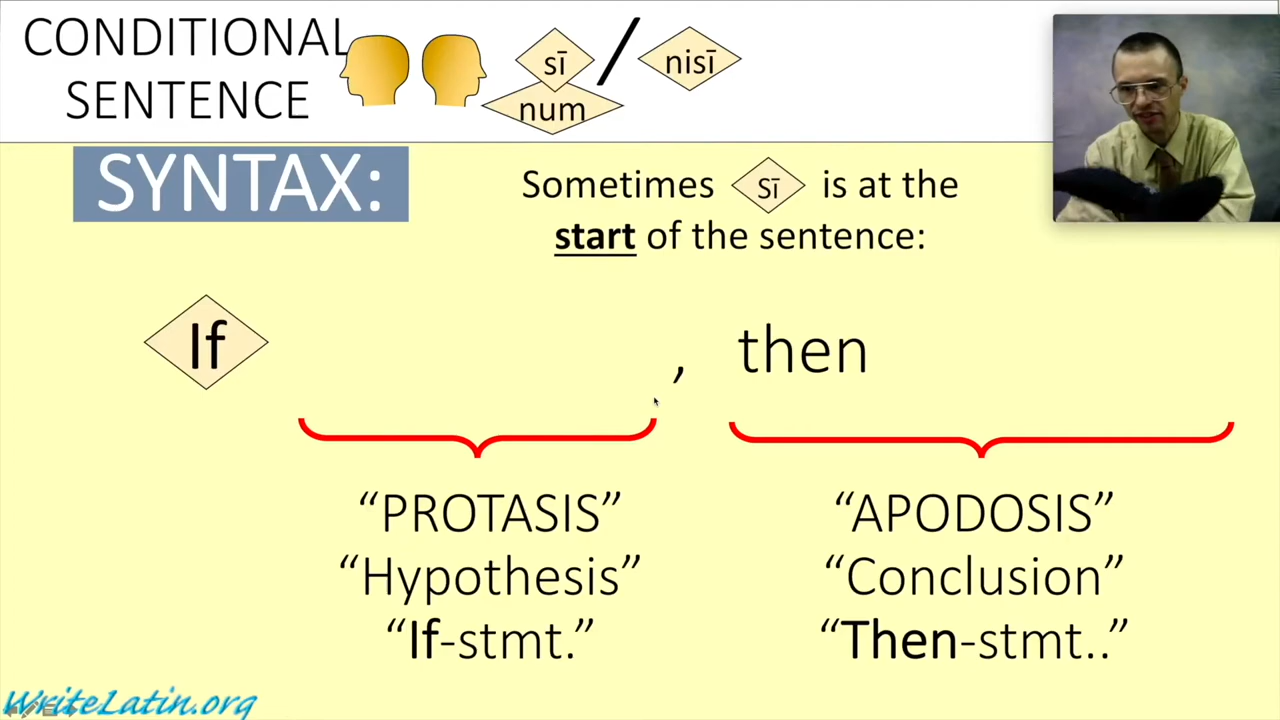 CONDITIONAL
SENTENCE
sī / nisī
num
SYNTAX:
Sometimes sī is at the
start of the sentence:
If , then
“PROTASIS” “APODOSIS”
“Hypothesis” “Conclusion”
“If-stmt.” “Then-stmt..”
WriteLatin.org